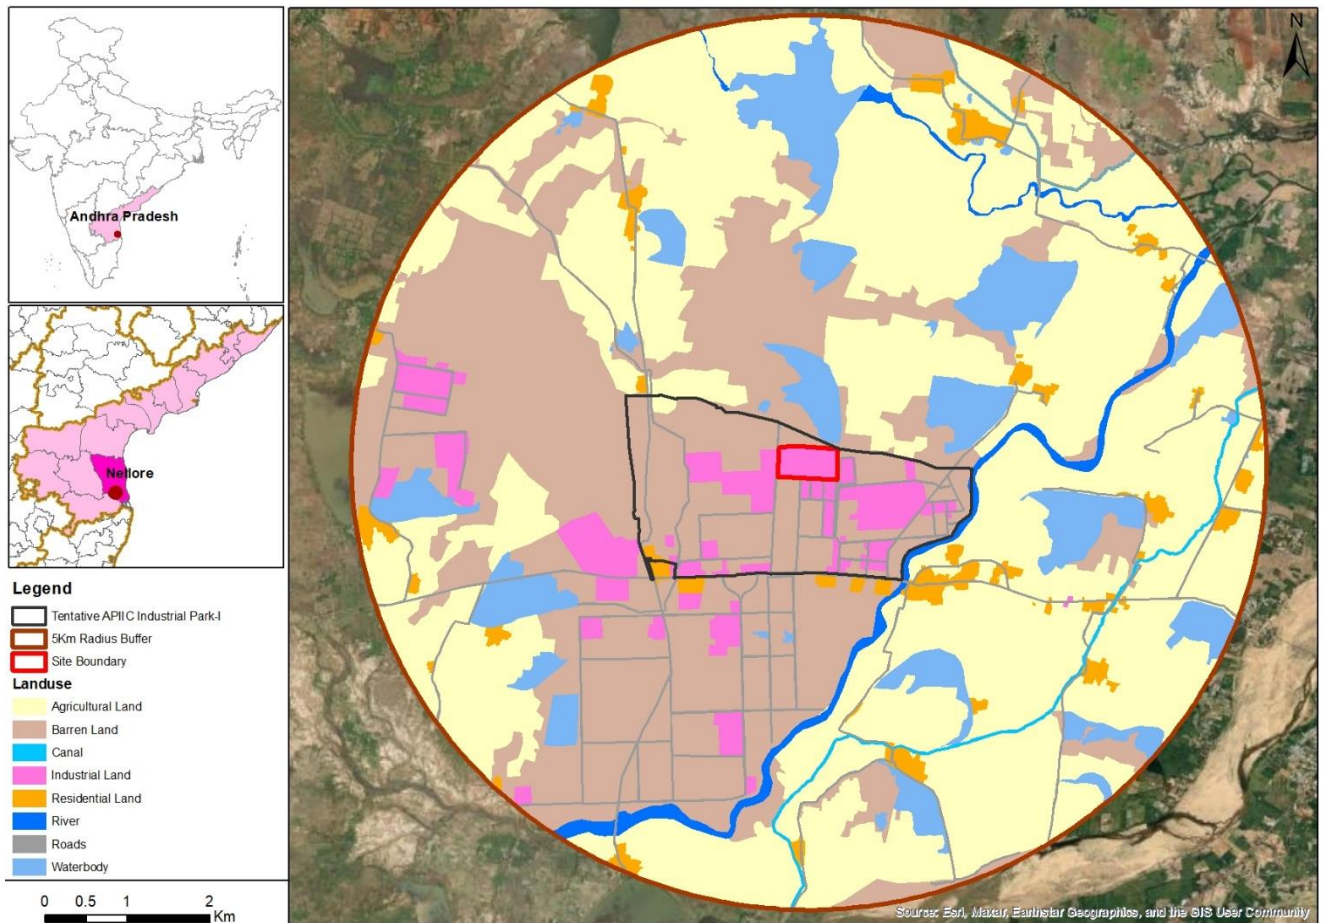 Andhra Pradesh
Nellore
Legend
Tentative APIIC Industrial Park-I
5Km Radius Buffer
Site Boundary
Landuse
Agricultural Land
Barren Land
Canal
Industrial Land
Residential Land
River
Roads
Waterbody
0 0.5 1 2
Km
N
Source: Esri, Maxar, Earthstar Geographics, and the GIS User Community